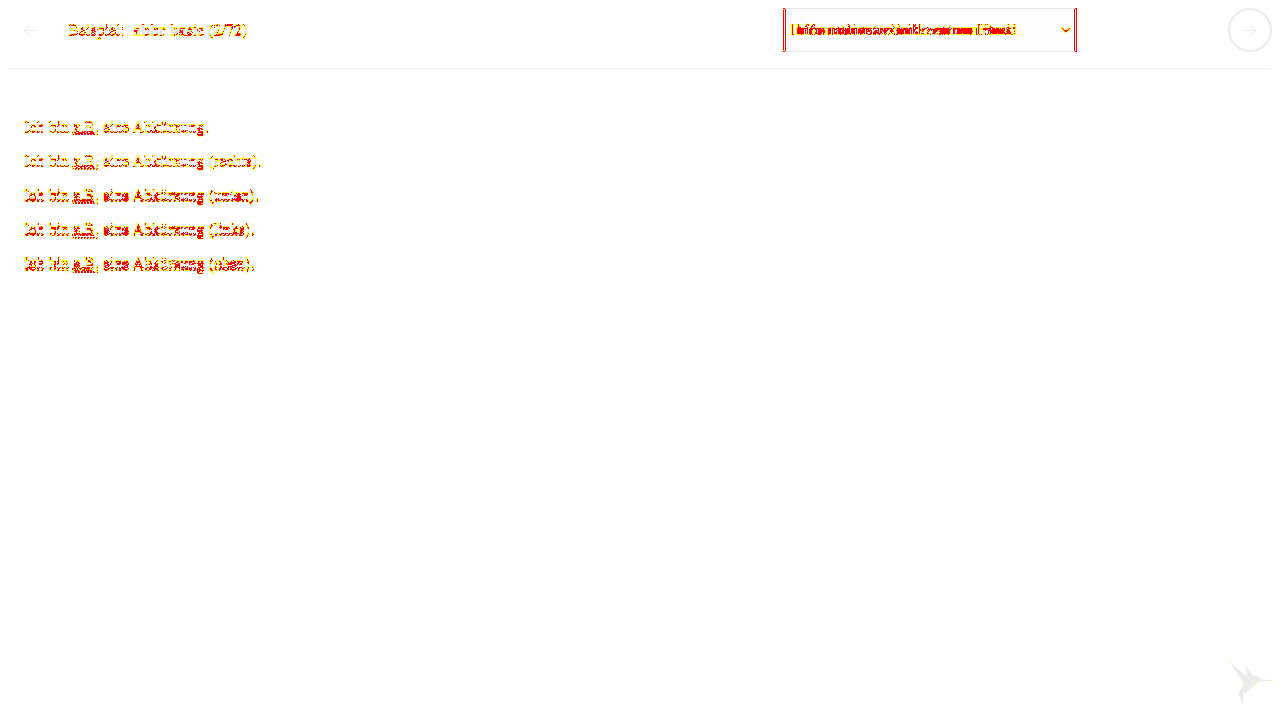 Beispiel: abbr basic (2/72)
Ich bin z.B. eine Abkürzung.
Ich bin z.B. eine Abkürzung (rechts).
Ich bin z.B. eine Abkürzung (unten).
Ich bin z.B. eine Abkürzung (links).
Ich bin z.B. eine Abkürzung (oben).